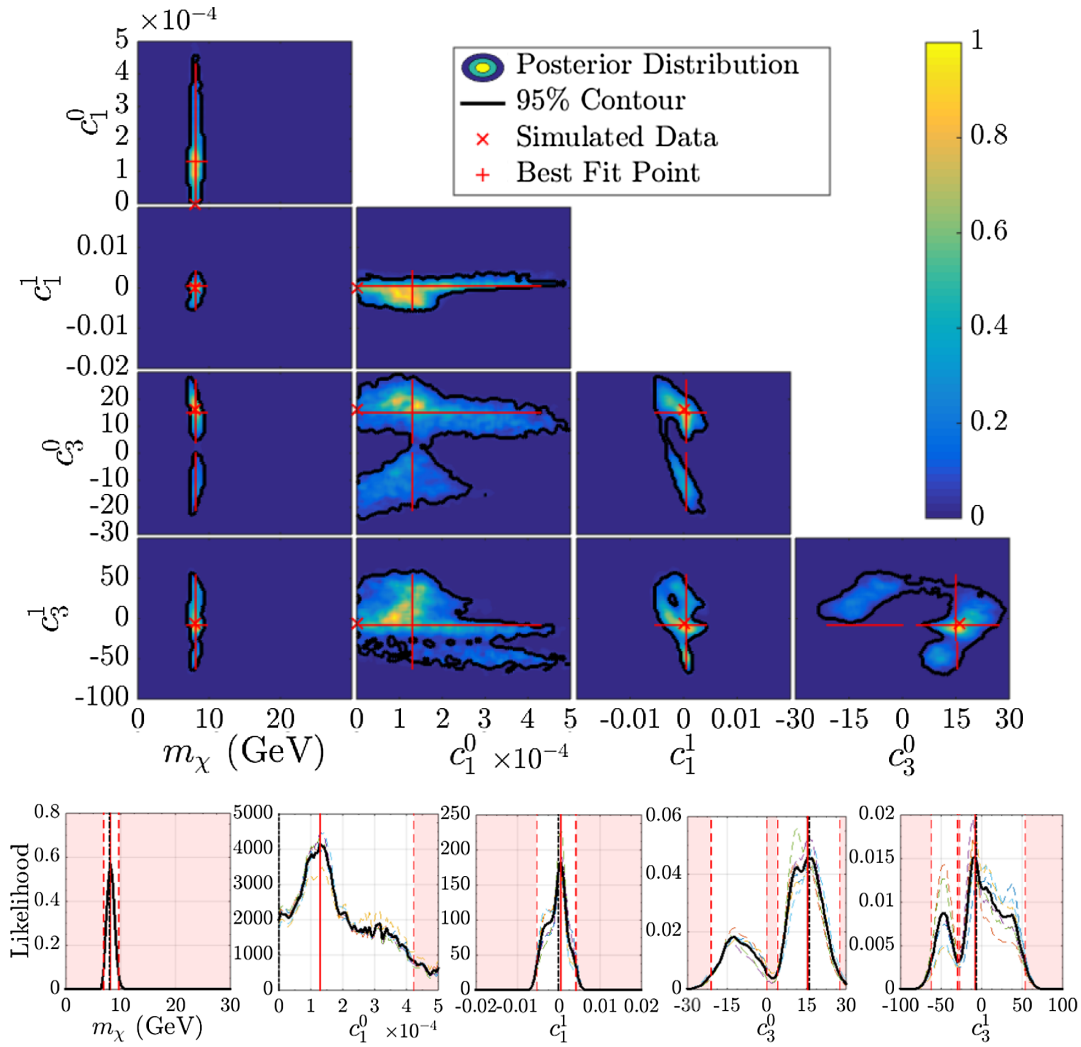 ×10⁻⁴
5
4
3
2
1
0
c₁⁰
Posterior Distribution
95% Contour
Simulated Data
Best Fit Point
1
0.8
0.6
0.4
0.2
0
0.01
0
-0.01
-0.02
c₁¹
20
10
0
-10
-20
-30
c₃⁰
50
0
-50
-100
c₃¹
0 10 20
0 1 2 3 4 5
-0.01 0 0.01
-30 -15 0 15 30
m_χ (GeV)
c₁⁰ ×10⁻⁴
c₁¹
c₃⁰
Likelihood
0.8
0.6
0.4
0.2
0
0 10 20 30
m_χ (GeV)
5000
4000
3000
2000
1000
0
0 1 2 3 4 5
c₁⁰ ×10⁻⁴
250
200
150
100
50
0
-0.02 -0.01 0 0.01 0.02
c₁¹
0.06
0.04
0.02
0
-30 -15 0 15 30
c₃⁰
0.02
0.015
0.01
0.005
0
-100 -50 0 50 100
c₃¹